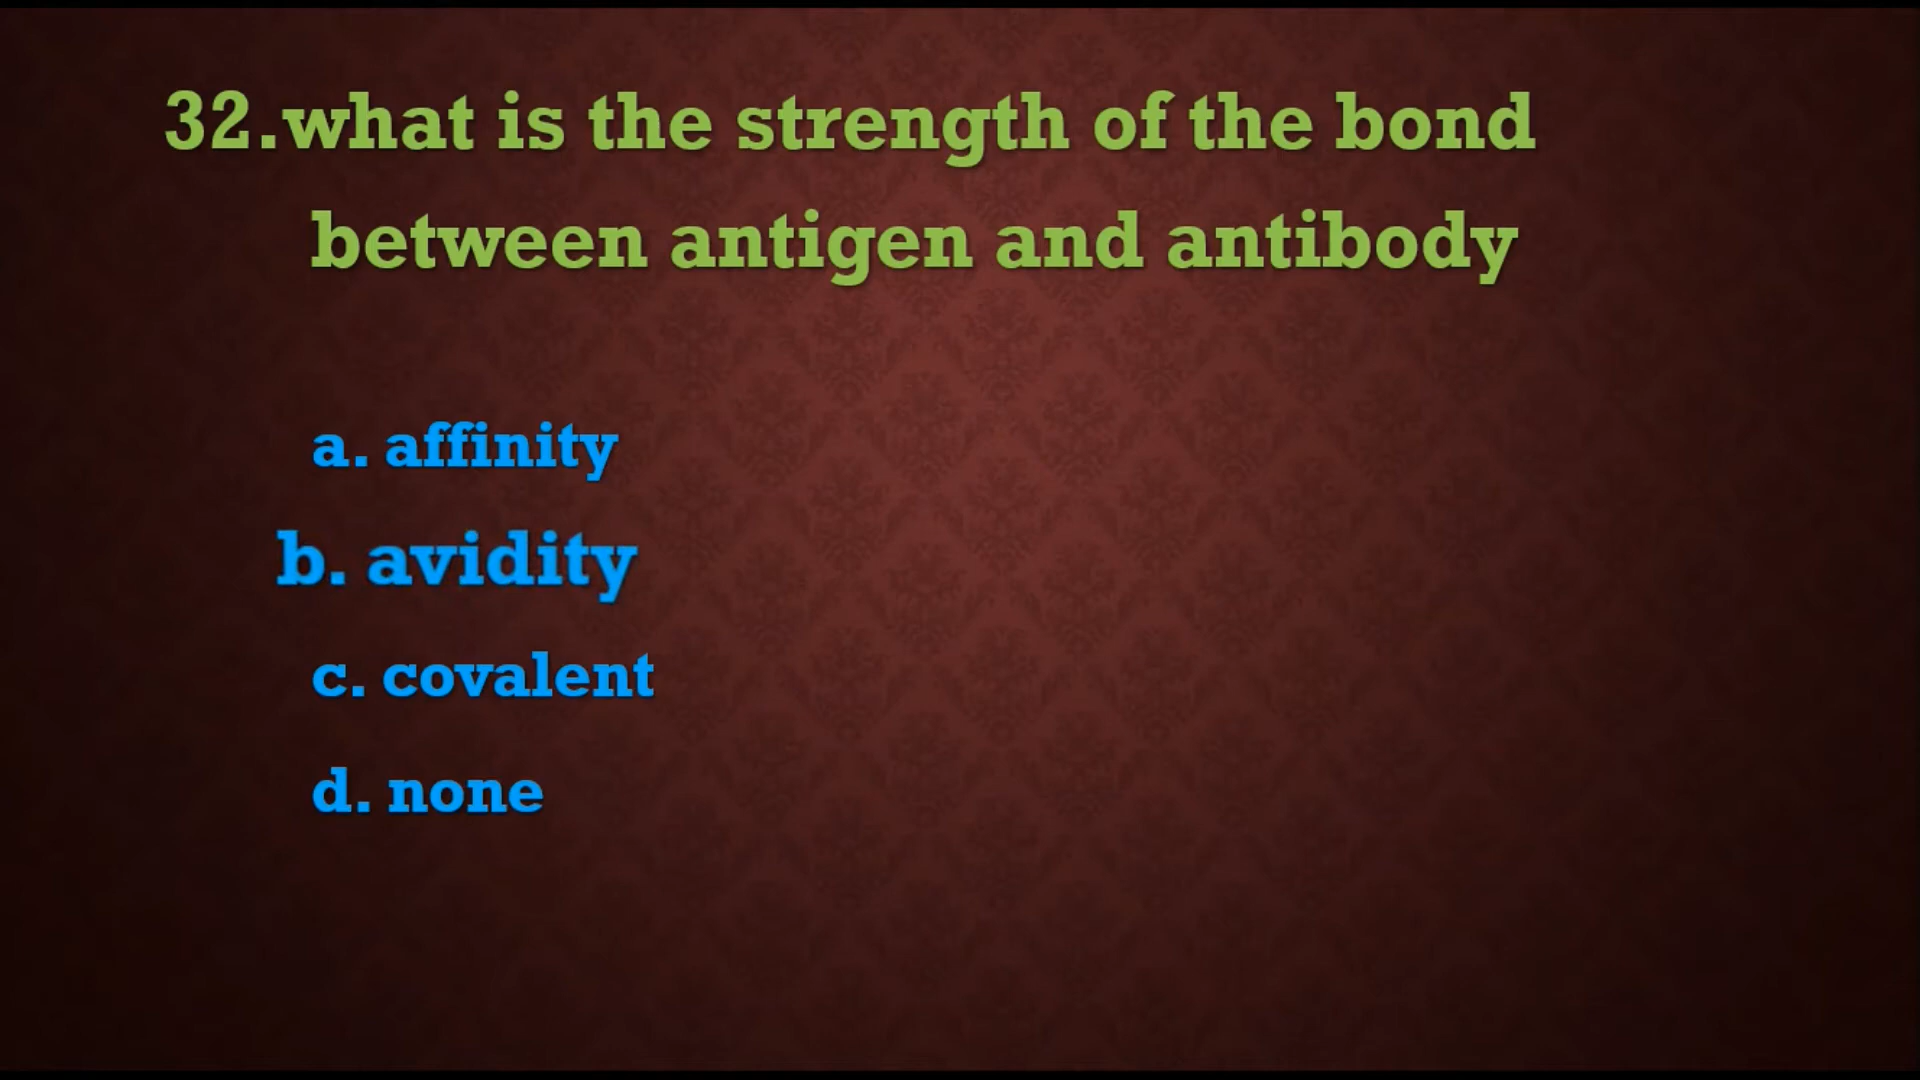 32.what is the strength of the bond
between antigen and antibody
a. affinity
b. avidity
c. covalent
d. none